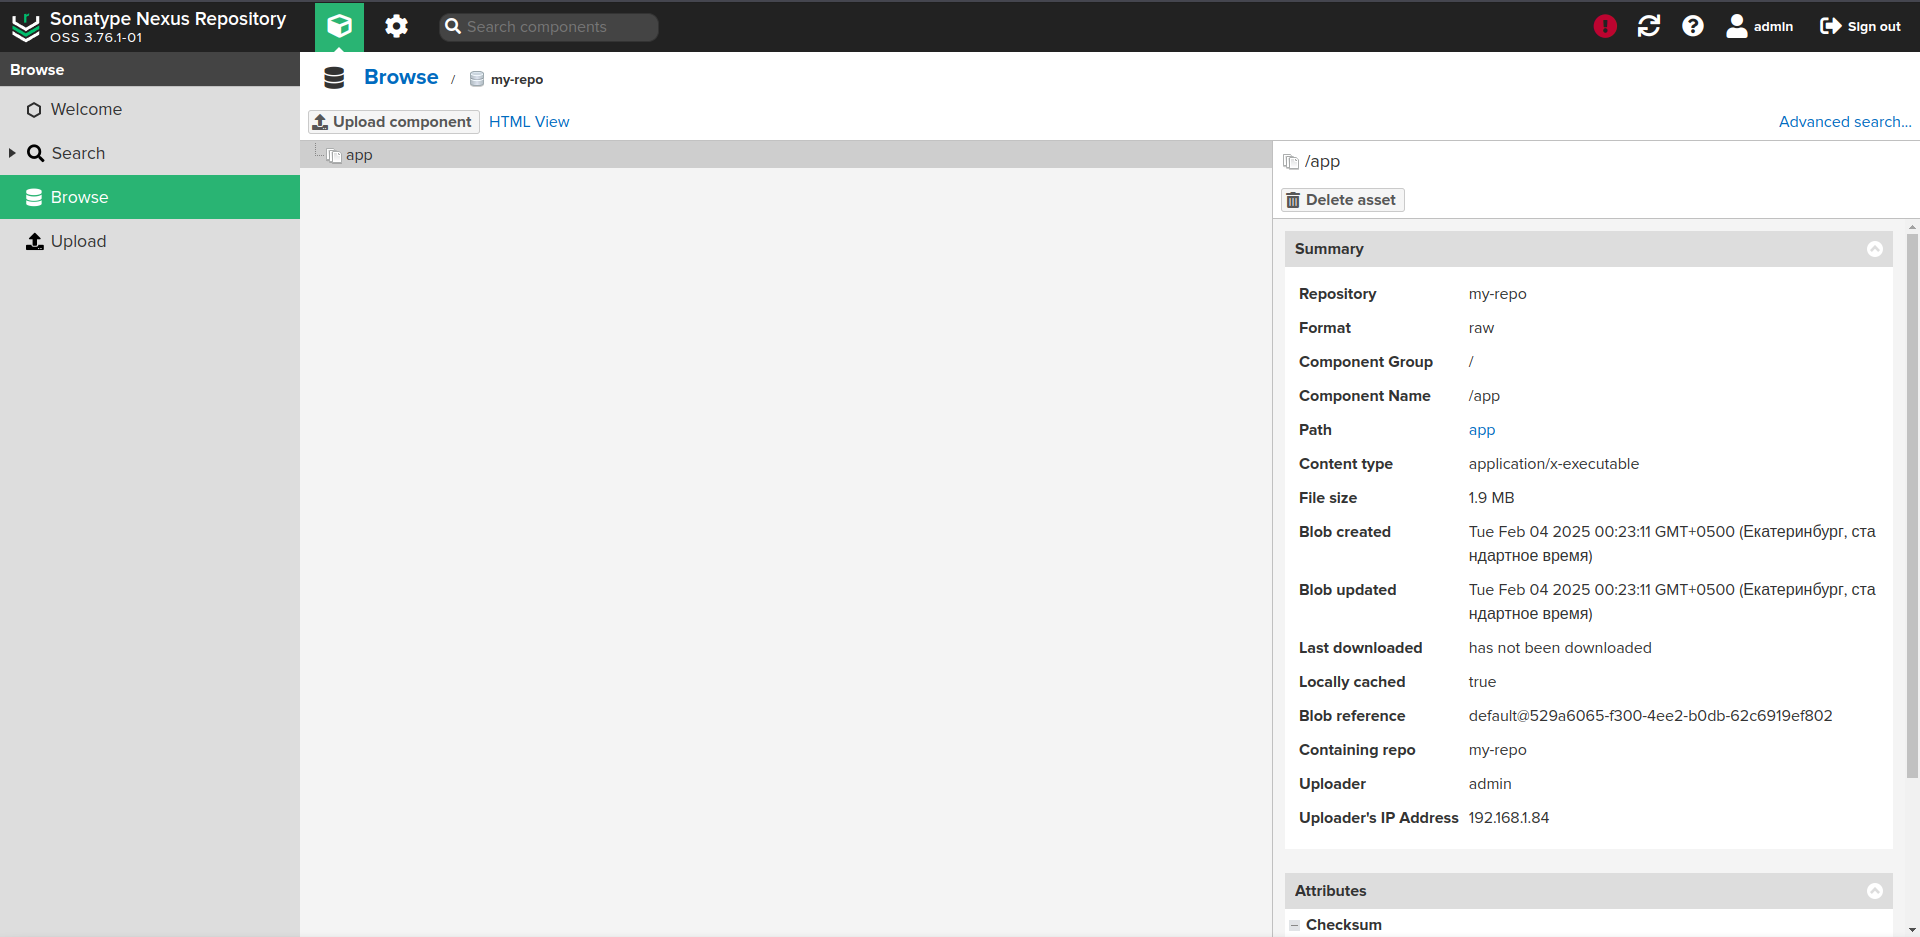 Sonatype Nexus Repository
OSS 3.76.1-01
Search components
admin
Sign out
Browse
Welcome
Search
Browse
Upload
Browse / my-repo
Upload component
HTML View
Advanced search...
app
/app
Delete asset
Summary
Repository my-repo
Format raw
Component Group /
Component Name /app
Path app
Content type application/x-executable
File size 1.9 MB
Blob created Tue Feb 04 2025 00:23:11 GMT+0500 (Екатеринбург, ста
ндартное время)
Blob updated Tue Feb 04 2025 00:23:11 GMT+0500 (Екатеринбург, ста
ндартное время)
Last downloaded has not been downloaded
Locally cached true
Blob reference default@529a6065-f300-4ee2-b0db-62c6919ef802
Containing repo my-repo
Uploader admin
Uploader's IP Address 192.168.1.84
Attributes
Checksum